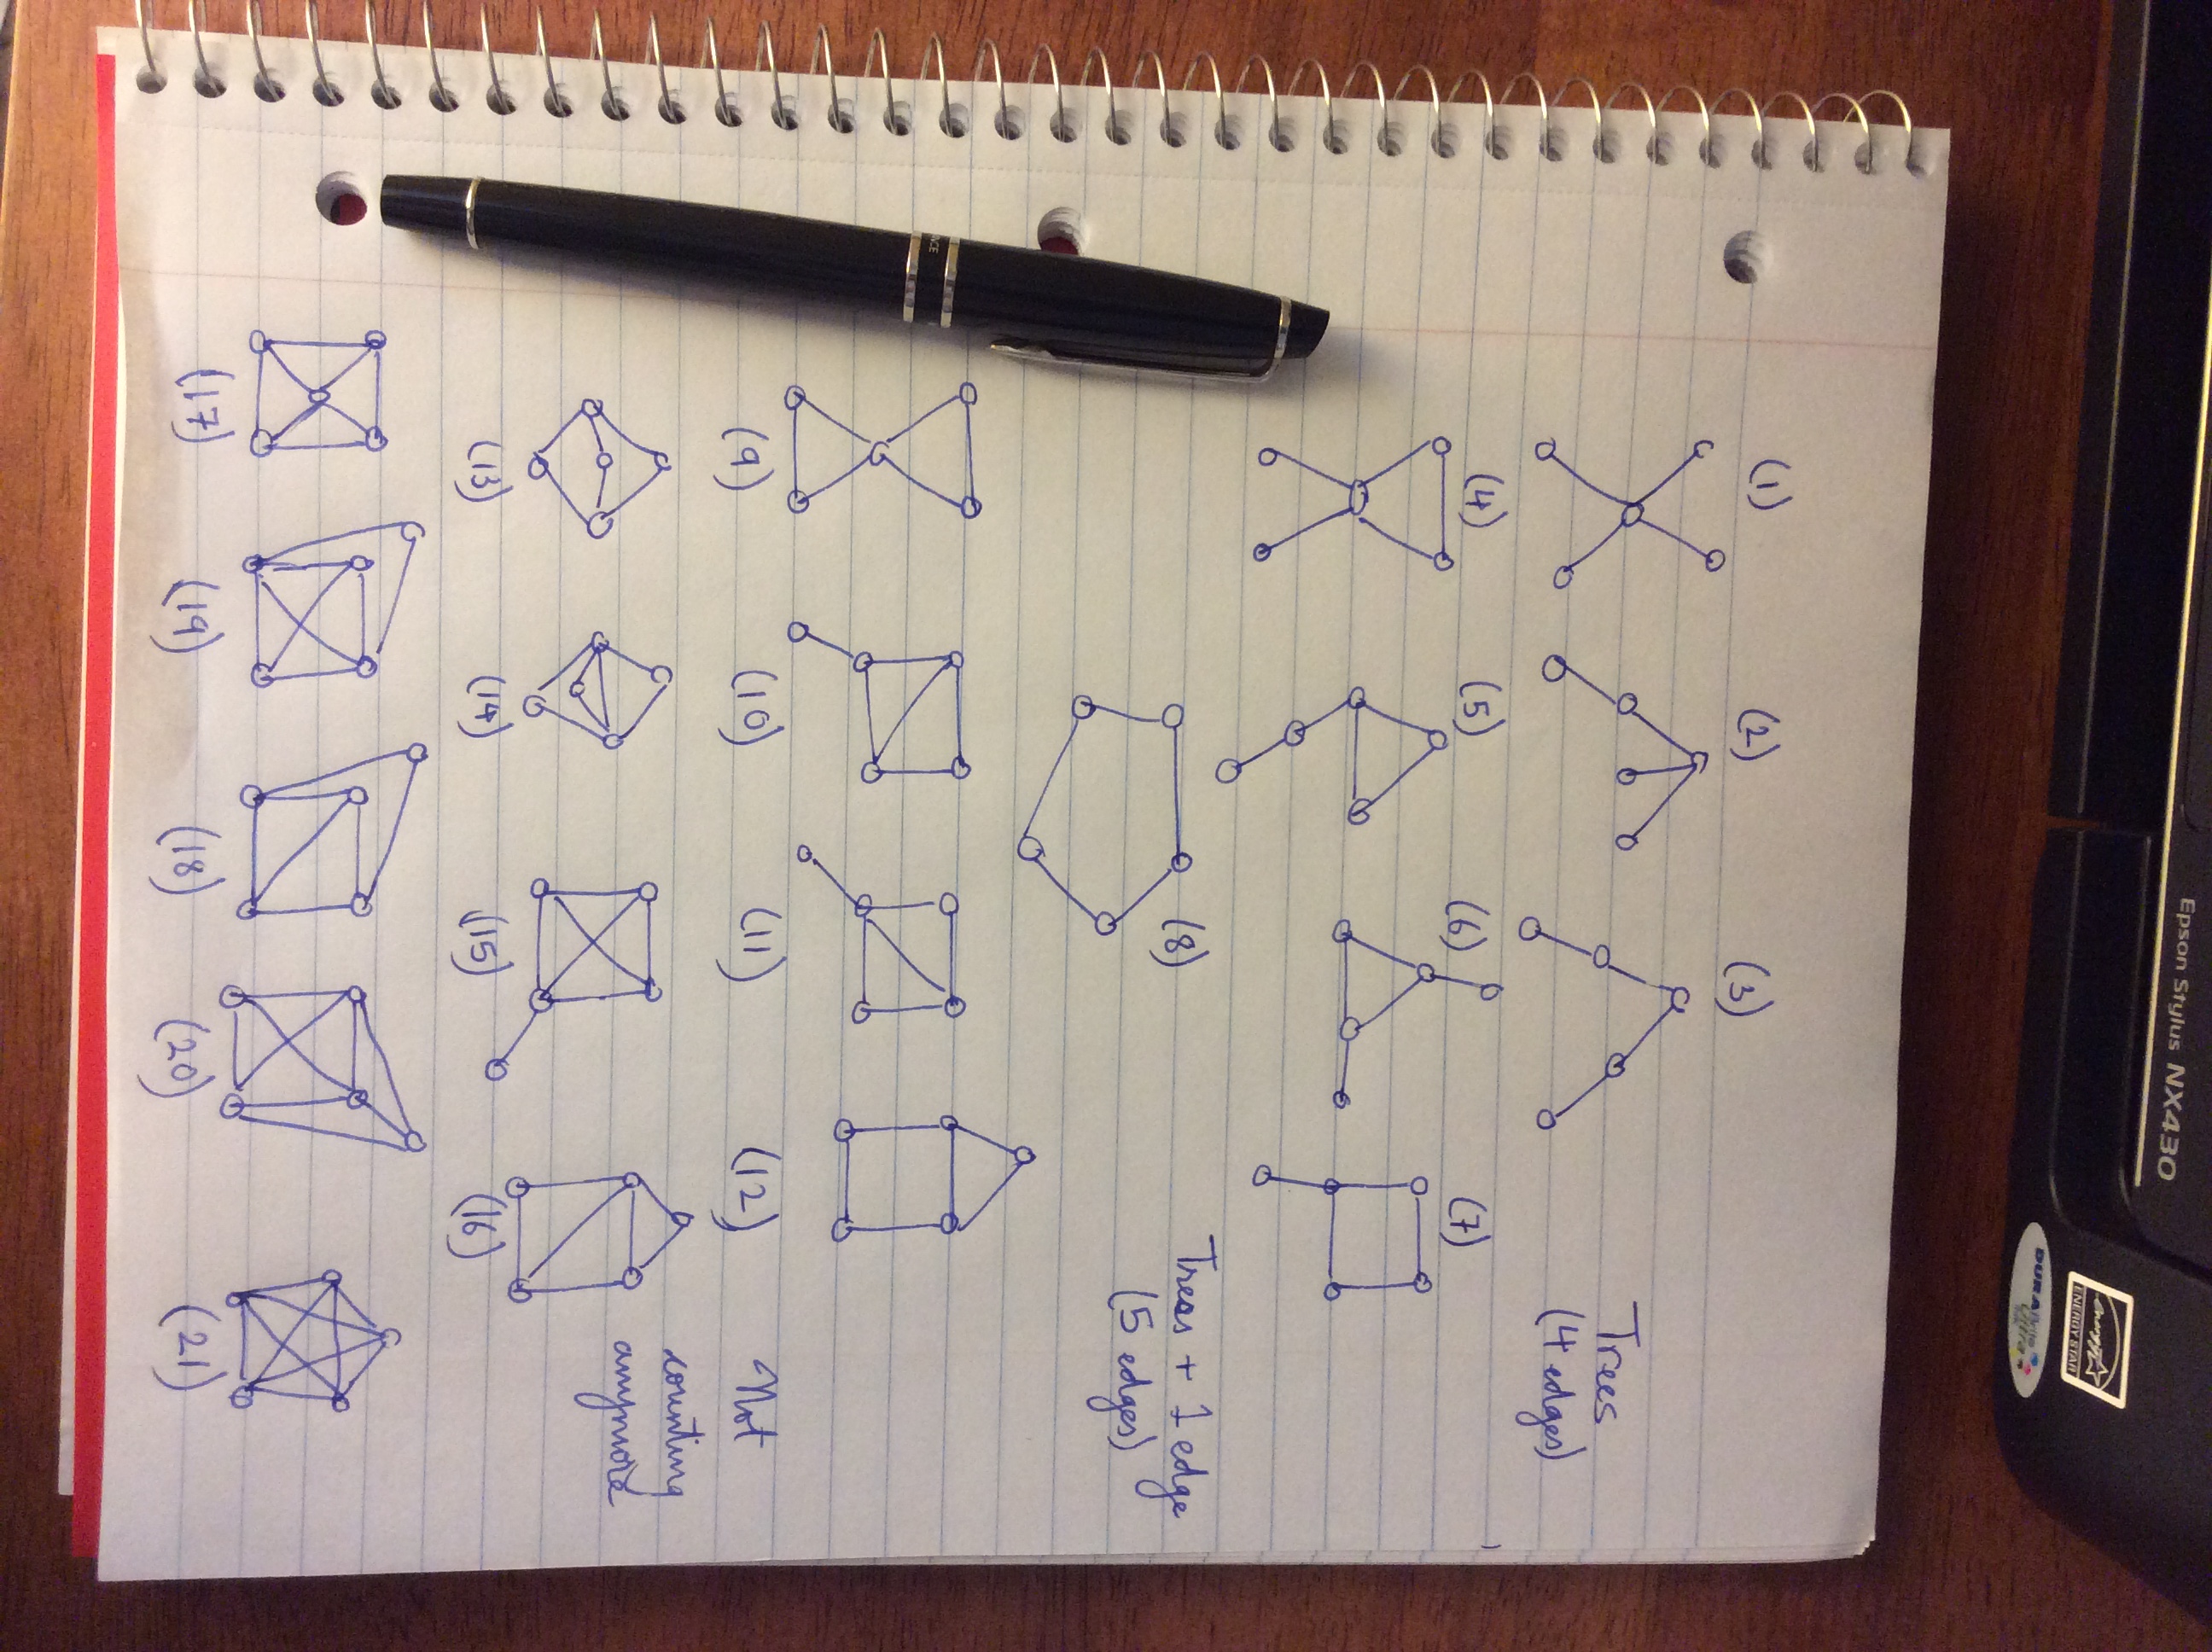 Epson Stylus NX430
energy
ENERGY STAR
DURABrite
Ultra
(1) (2) (3)
Trees
(4 edges)
(4) (5) (6) (7)
(8)
Trees + 1 edge
(5 edges)
(9) (10) (11) (12)
Not
counting
anymore
(13) (14) (15) (16)
(17) (19) (18) (20) (21)